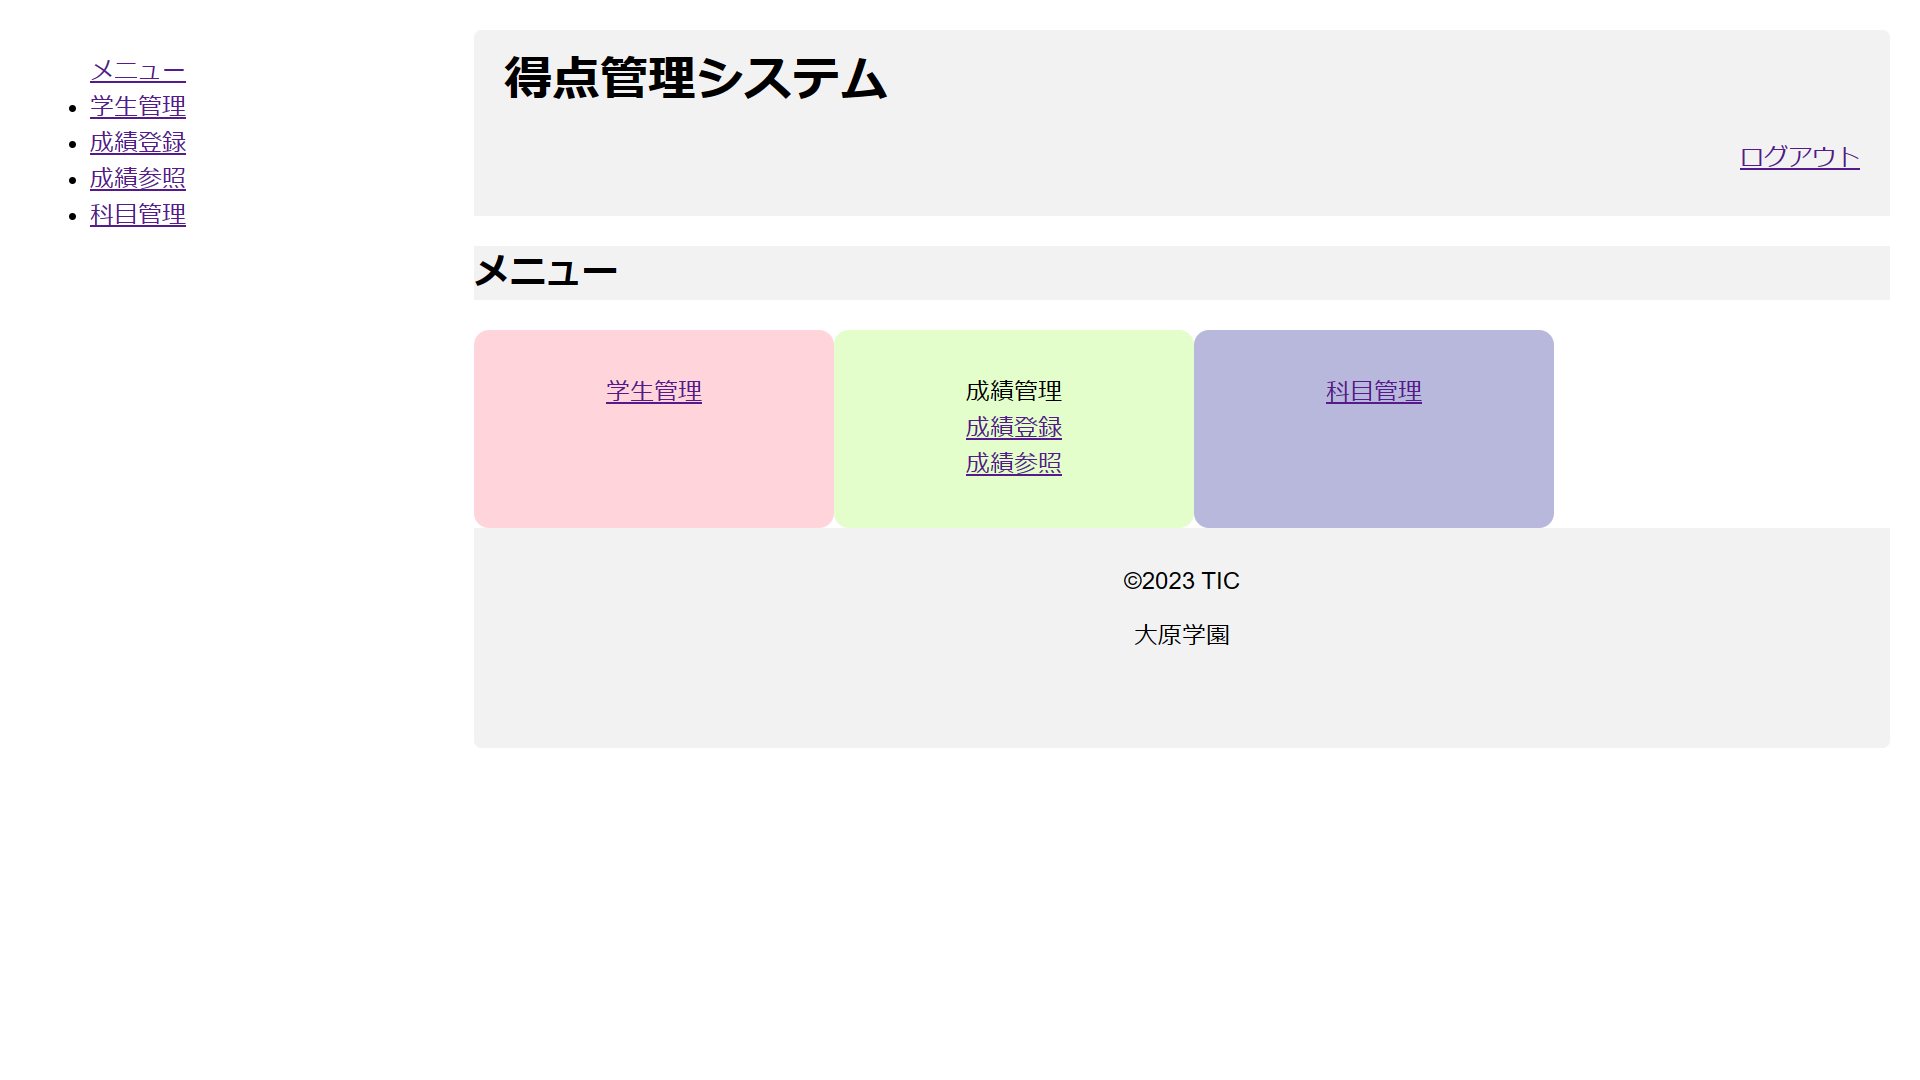 メニュー
学生管理
成績登録
成績参照
科目管理
得点管理システム
ログアウト
メニュー
学生管理
成績管理
成績登録
成績参照
科目管理
©2023 TIC
大原学園